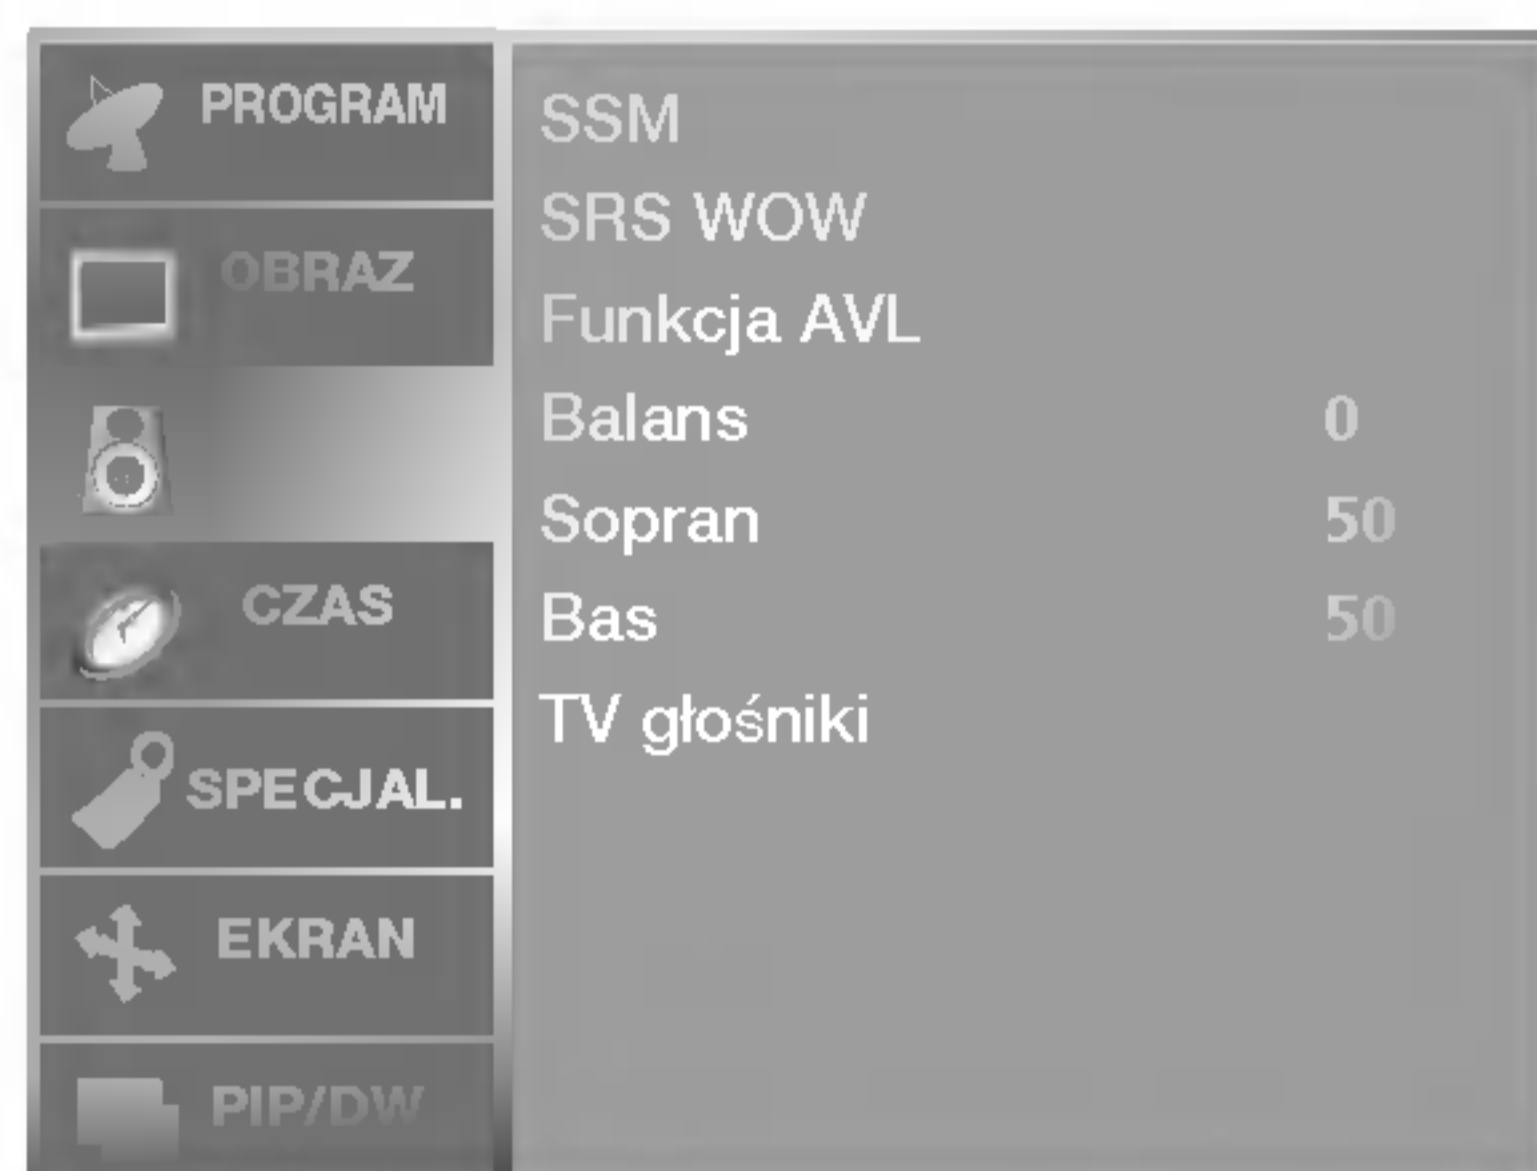 PROGRAM
OBRAZ
CZAS
SPECJAL.
EKRAN
PIP/DW
SSM
SRS WOW
Funkcja AVL
Balans 0
Sopran 50
Bas 50
TV głośniki